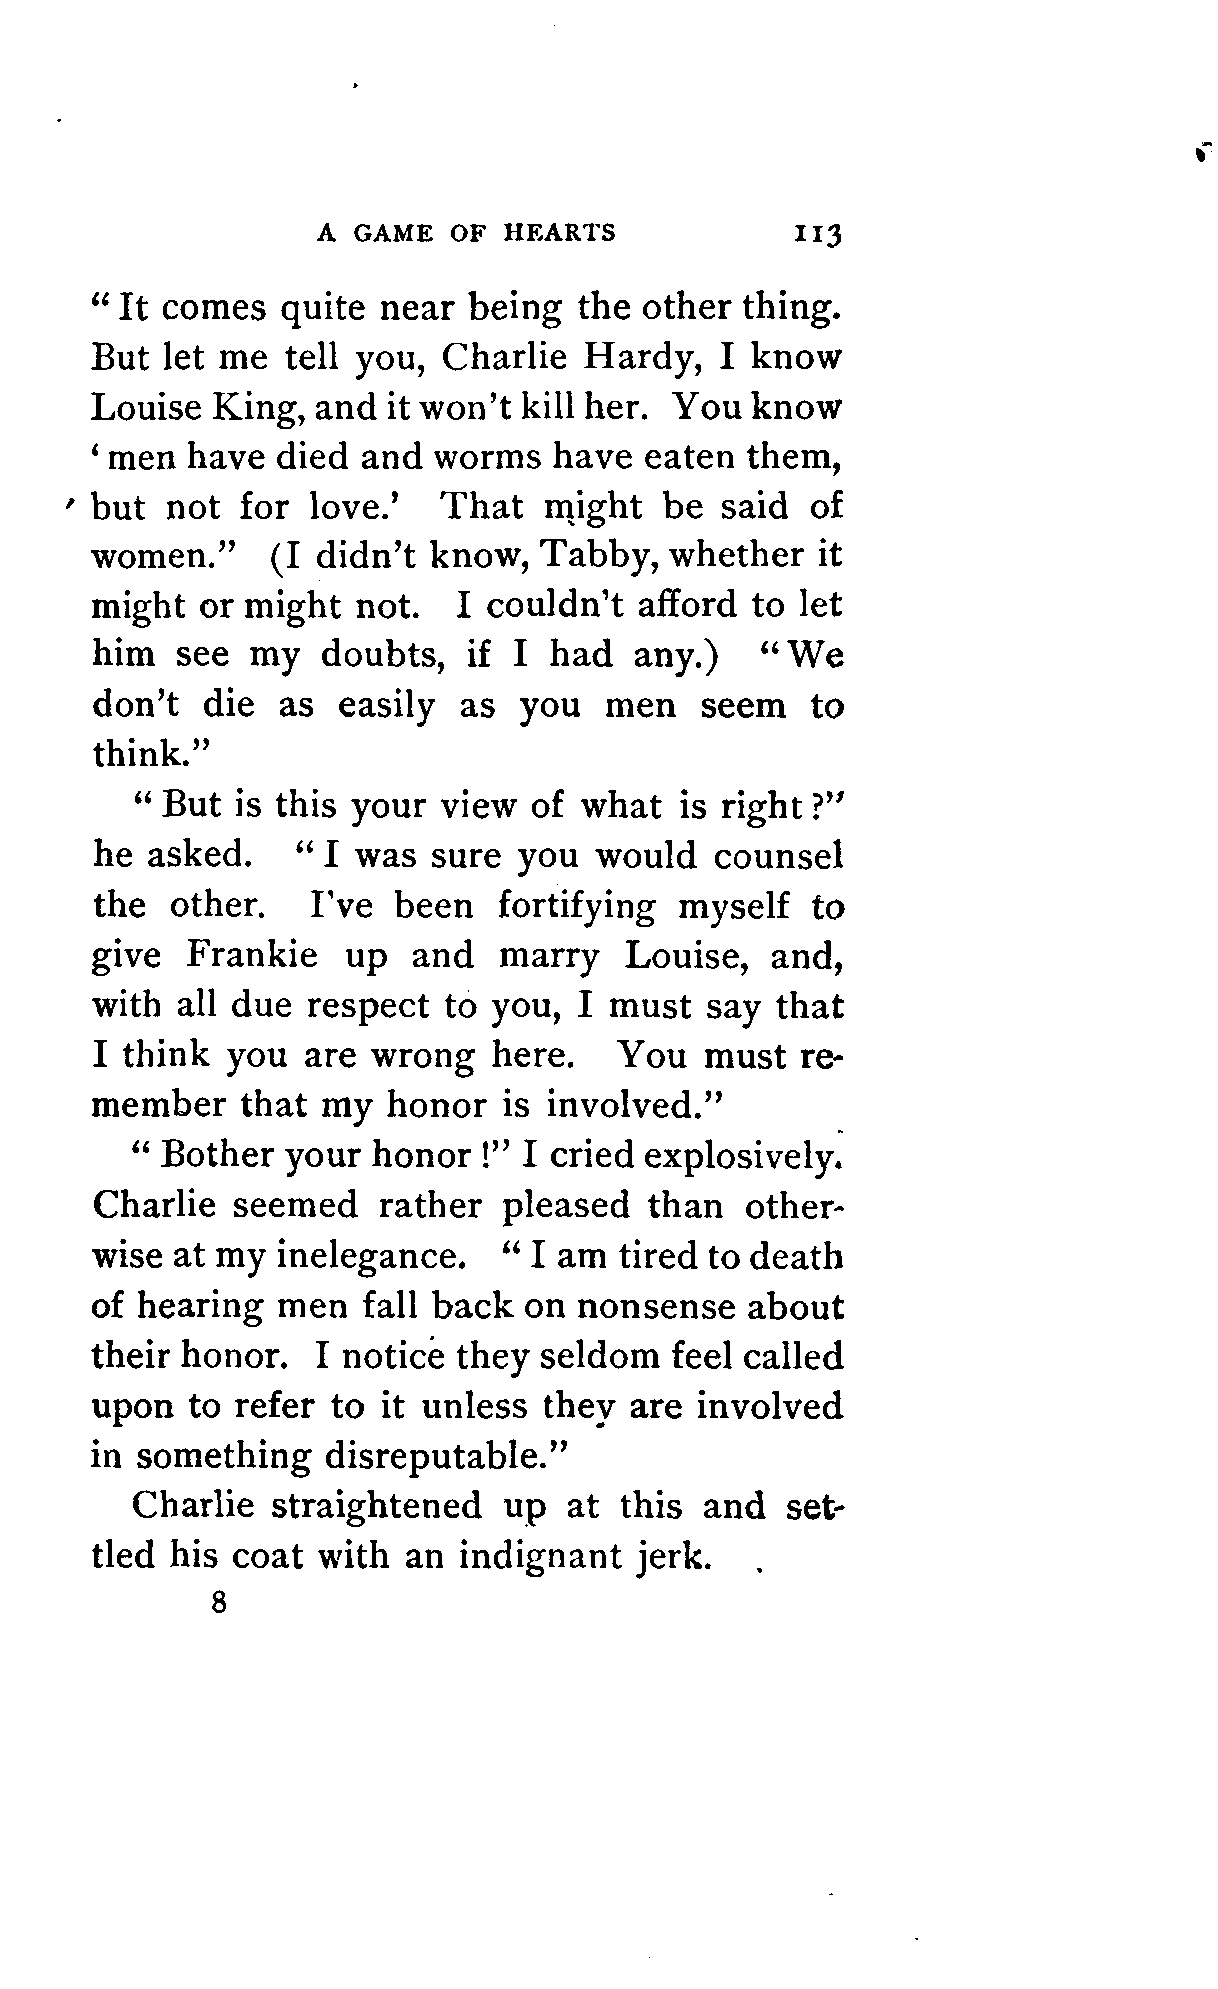 A GAME OF HEARTS 113
“ It comes quite near being the other thing.
But let me tell you, Charlie Hardy, I know
Louise King, and it won't kill her. You know
‘ men have died and worms have eaten them,
but not for love.’ That might be said of
women.” (I didn't know, Tabby, whether it
might or might not. I couldn't afford to let
him see my doubts, if I had any.) “ We
don't die as easily as you men seem to
think.”
“ But is this your view of what is right ?”
he asked. “ I was sure you would counsel
the other. I've been fortifying myself to
give Frankie up and marry Louise, and,
with all due respect to you, I must say that
I think you are wrong here. You must re-
member that my honor is involved.”
“ Bother your honor !” I cried explosively.
Charlie seemed rather pleased than other-
wise at my inelegance. “ I am tired to death
of hearing men fall back on nonsense about
their honor. I notice they seldom feel called
upon to refer to it unless they are involved
in something disreputable.”
Charlie straightened up at this and set-
tled his coat with an indignant jerk.
8